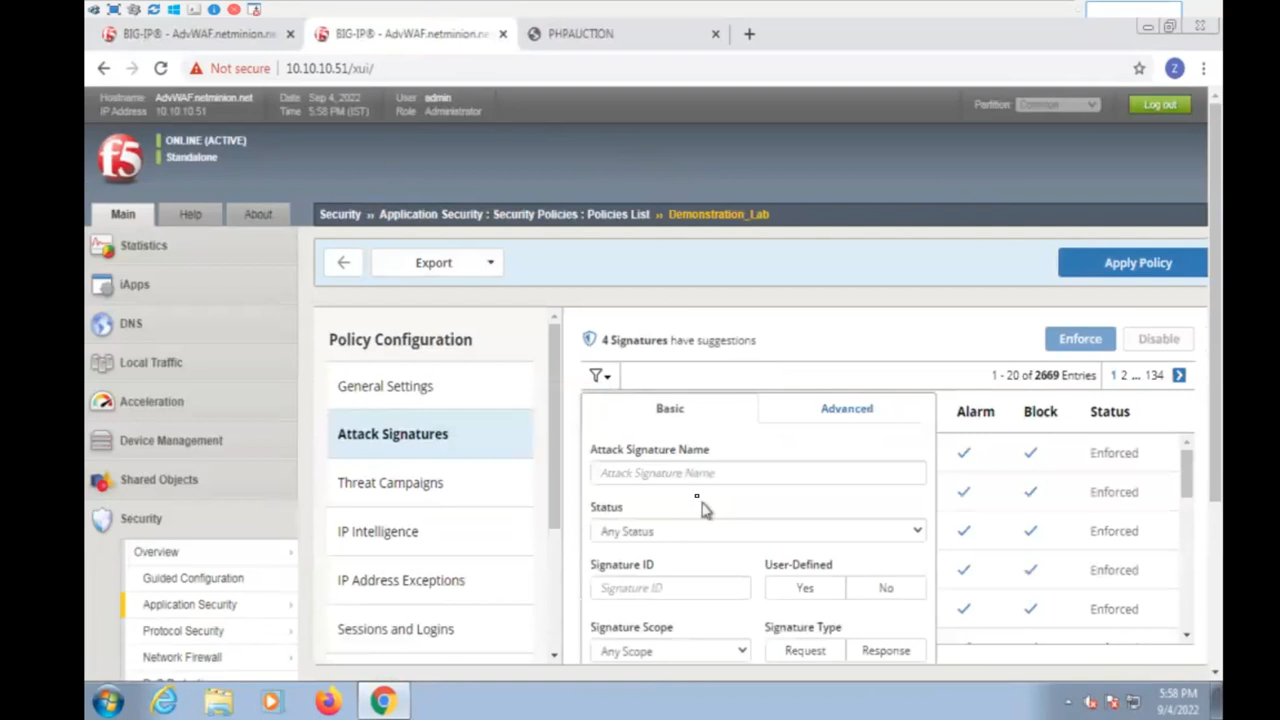 BIG-IP® - AdvWAF.netminion.ne
BIG-IP® - AdvWAF.netminion.ne
PHPAUCTION
Not secure
10.10.10.51/xui/
Z
Hostname AdvWAF.netminion.net
IP Address 10.10.10.51
Date Sep 4, 2022
Time 5:58 PM (IST)
User admin
Role Administrator
Partition: Common
Log out
f5
ONLINE (ACTIVE)
Standalone
Main
Help
About
Security ›› Application Security : Security Policies : Policies List ›› Demonstration_Lab
Statistics
iApps
DNS
Local Traffic
Acceleration
Device Management
Shared Objects
Security
Overview
Guided Configuration
Application Security
Protocol Security
Network Firewall
Export
Apply Policy
Policy Configuration
General Settings
Attack Signatures
Threat Campaigns
IP Intelligence
IP Address Exceptions
Sessions and Logins
4 Signatures have suggestions
Enforce
Disable
1 - 20 of 2669 Entries
1 2 ... 134
Basic
Advanced
Attack Signature Name
Attack Signature Name
Status
Any Status
Signature ID
User-Defined
Signature ID
Yes
No
Signature Scope
Signature Type
Any Scope
Request
Response
Alarm
Block
Status
Enforced
Enforced
Enforced
Enforced
Enforced
5:58 PM
9/4/2022